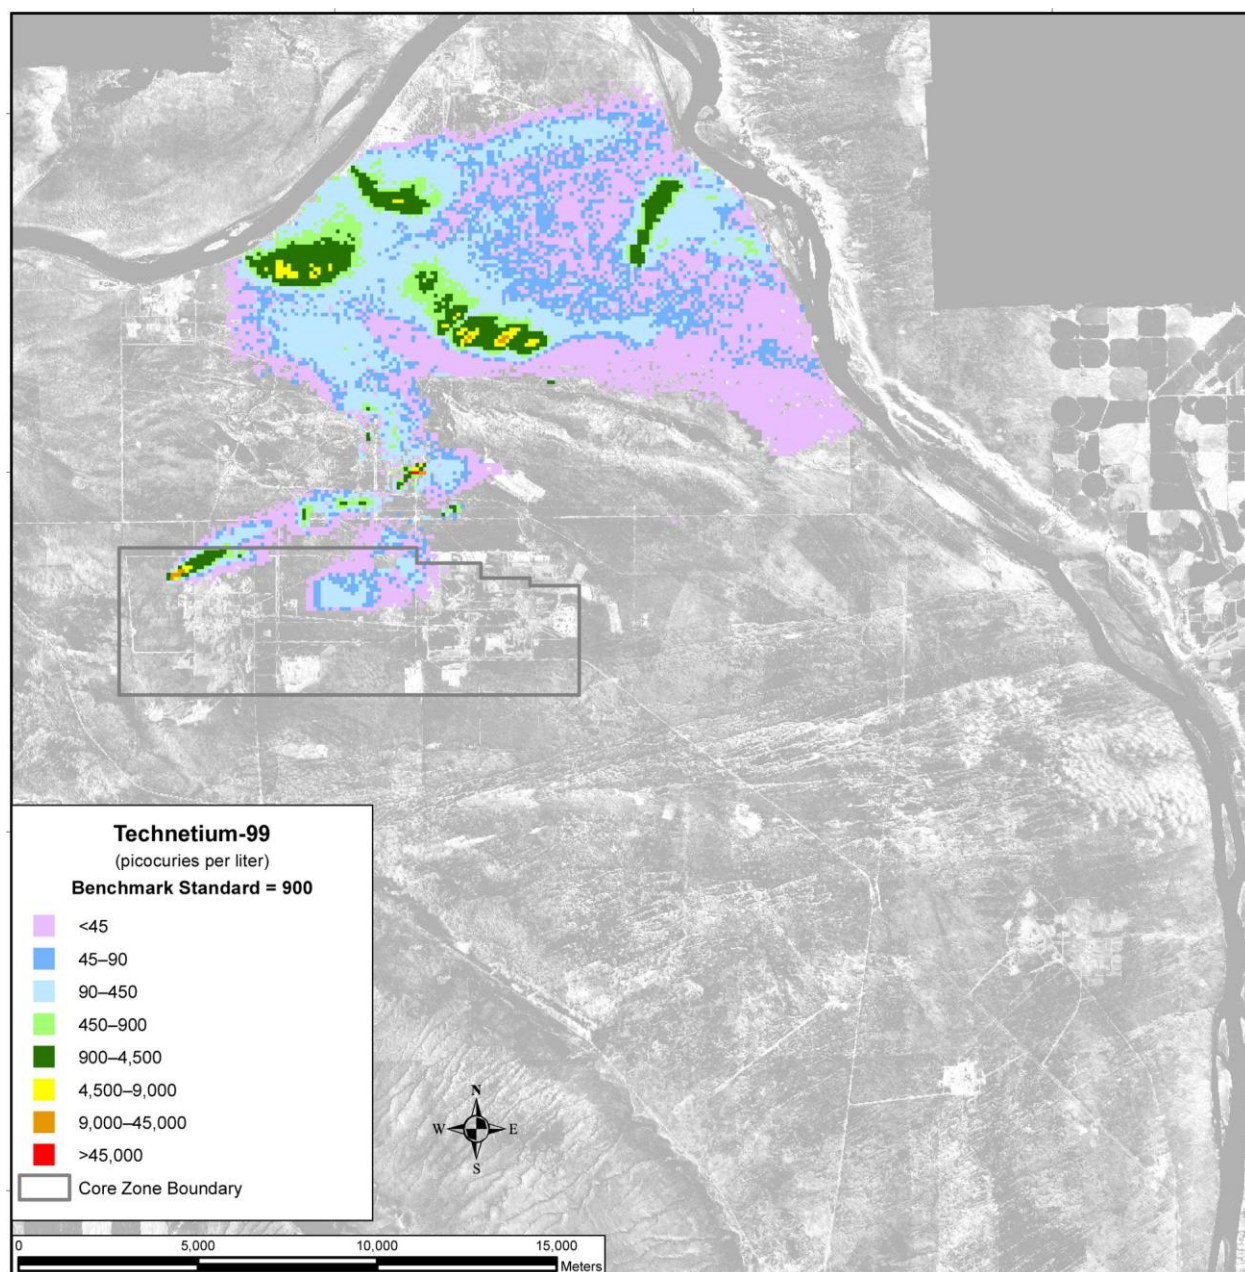 Technetium-99
(picocuries per liter)
Benchmark Standard = 900
<45
45–90
90–450
450–900
900–4,500
4,500–9,000
9,000–45,000
>45,000
Core Zone Boundary
N
W E
S
0 5,000 10,000 15,000
Meters